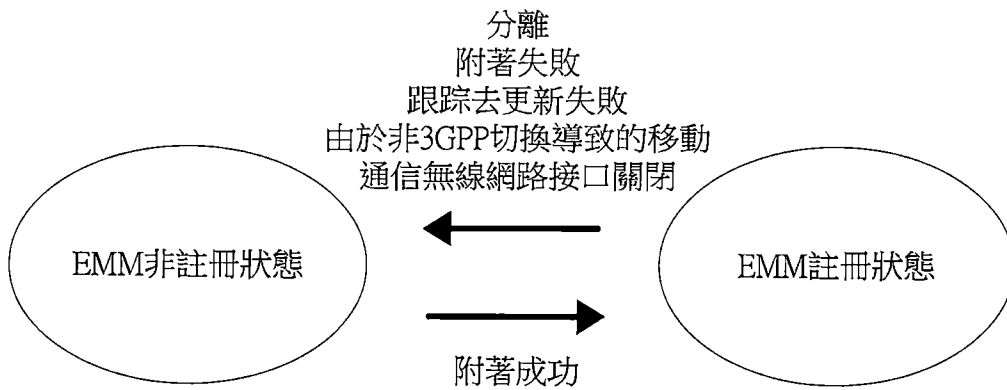 分離
附著失敗
跟踪去更新失敗
由於非3GPP切換導致的移動
通信無線網路接口關閉
EMM非註冊狀態
EMM註冊狀態
附著成功